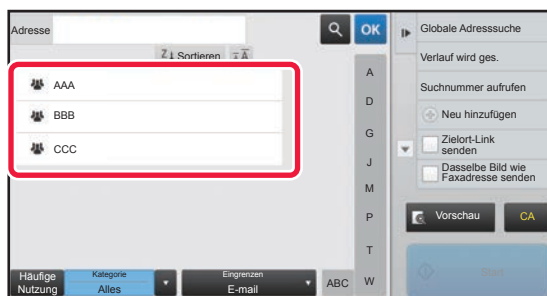 Adresse
OK
Sortieren
AAA
BBB
CCC
A
D
G
J
M
P
T
W
ABC
Häufige
Nutzung
Kategorie
Alles
Eingrenzen
E-mail
Globale Adresssuche
Verlauf wird ges.
Suchnummer aufrufen
Neu hinzufügen
Zielort-Link
senden
Dasselbe Bild wie
Faxadresse senden
Vorschau
CA
Start